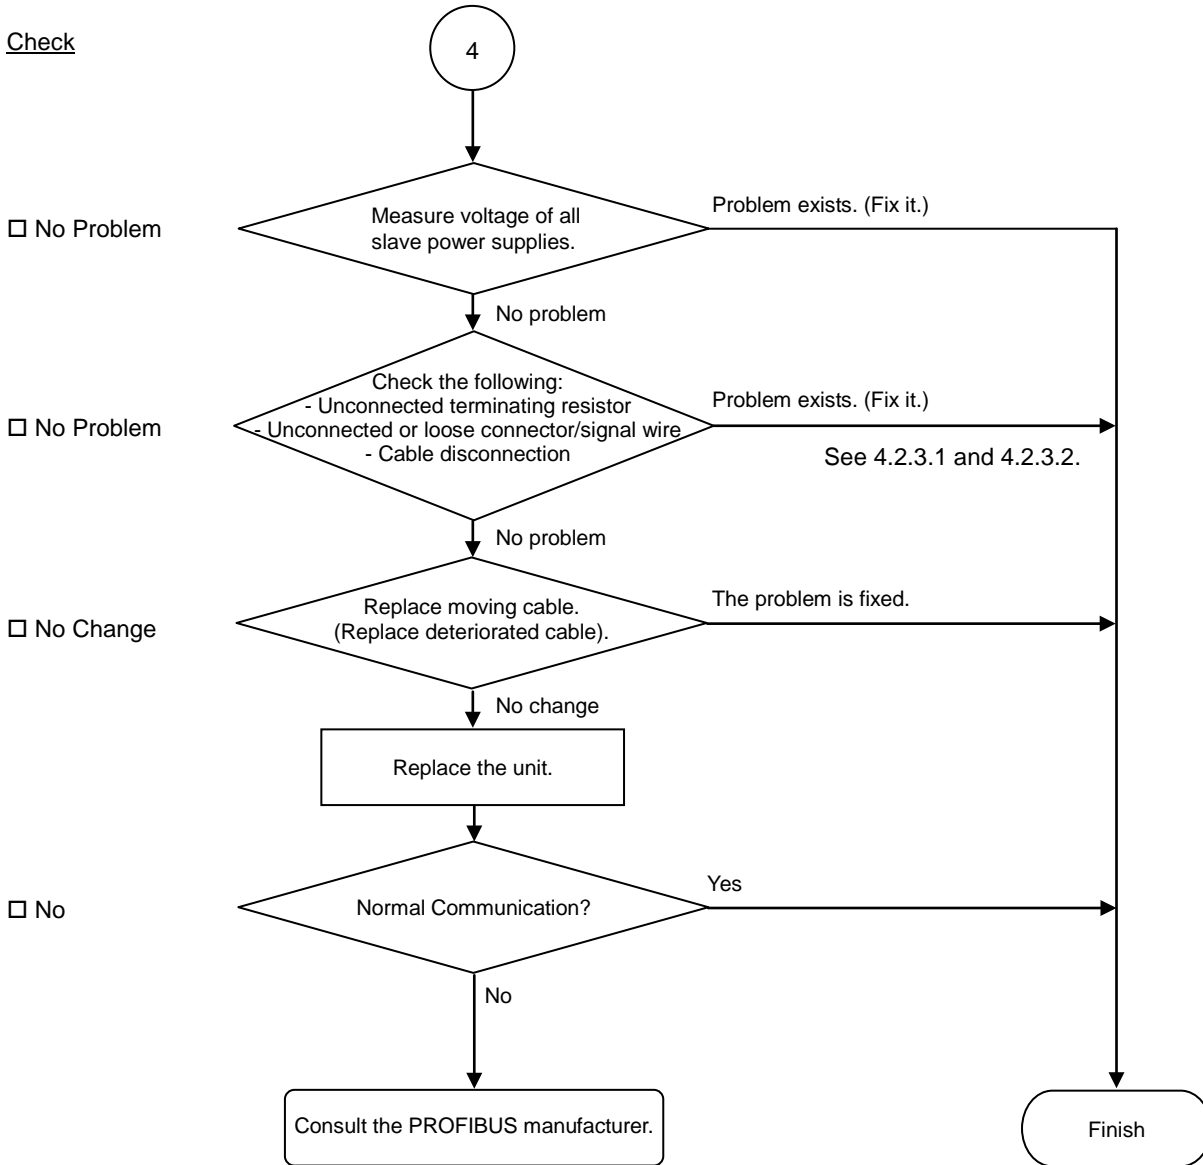 Check
4
☐ No Problem
Measure voltage of all
slave power supplies.
Problem exists. (Fix it.)
No problem
☐ No Problem
Check the following:
- Unconnected terminating resistor
- Unconnected or loose connector/signal wire
- Cable disconnection
Problem exists. (Fix it.)
See 4.2.3.1 and 4.2.3.2.
No problem
☐ No Change
Replace moving cable.
(Replace deteriorated cable).
The problem is fixed.
No change
Replace the unit.
☐ No
Normal Communication?
Yes
No
Consult the PROFIBUS manufacturer.
Finish